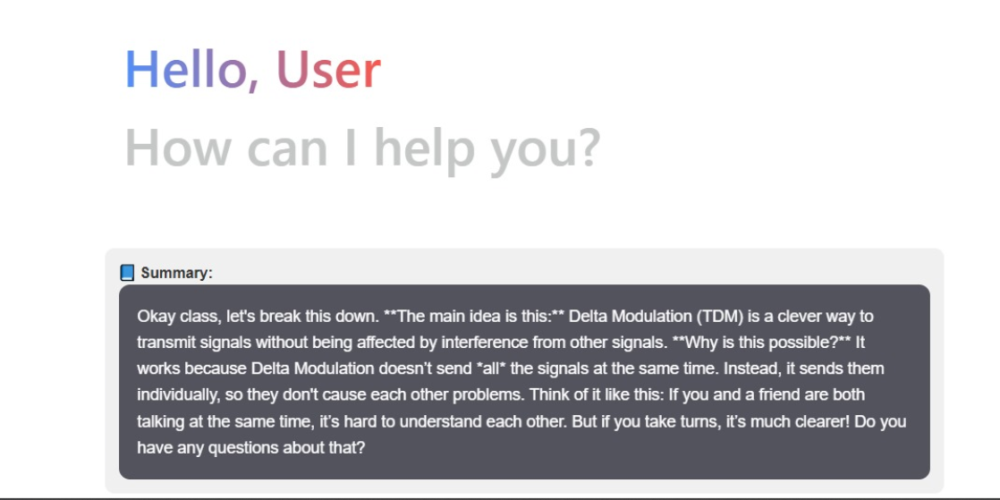 Hello, User
How can I help you?
📘 Summary:
Okay class, let's break this down. **The main idea is this:** Delta Modulation (TDM) is a clever way to
transmit signals without being affected by interference from other signals. **Why is this possible?** It
works because Delta Modulation doesn't send *all* the signals at the same time. Instead, it sends them
individually, so they don't cause each other problems. Think of it like this: If you and a friend are both
talking at the same time, it's hard to understand each other. But if you take turns, it's much clearer! Do you
have any questions about that?